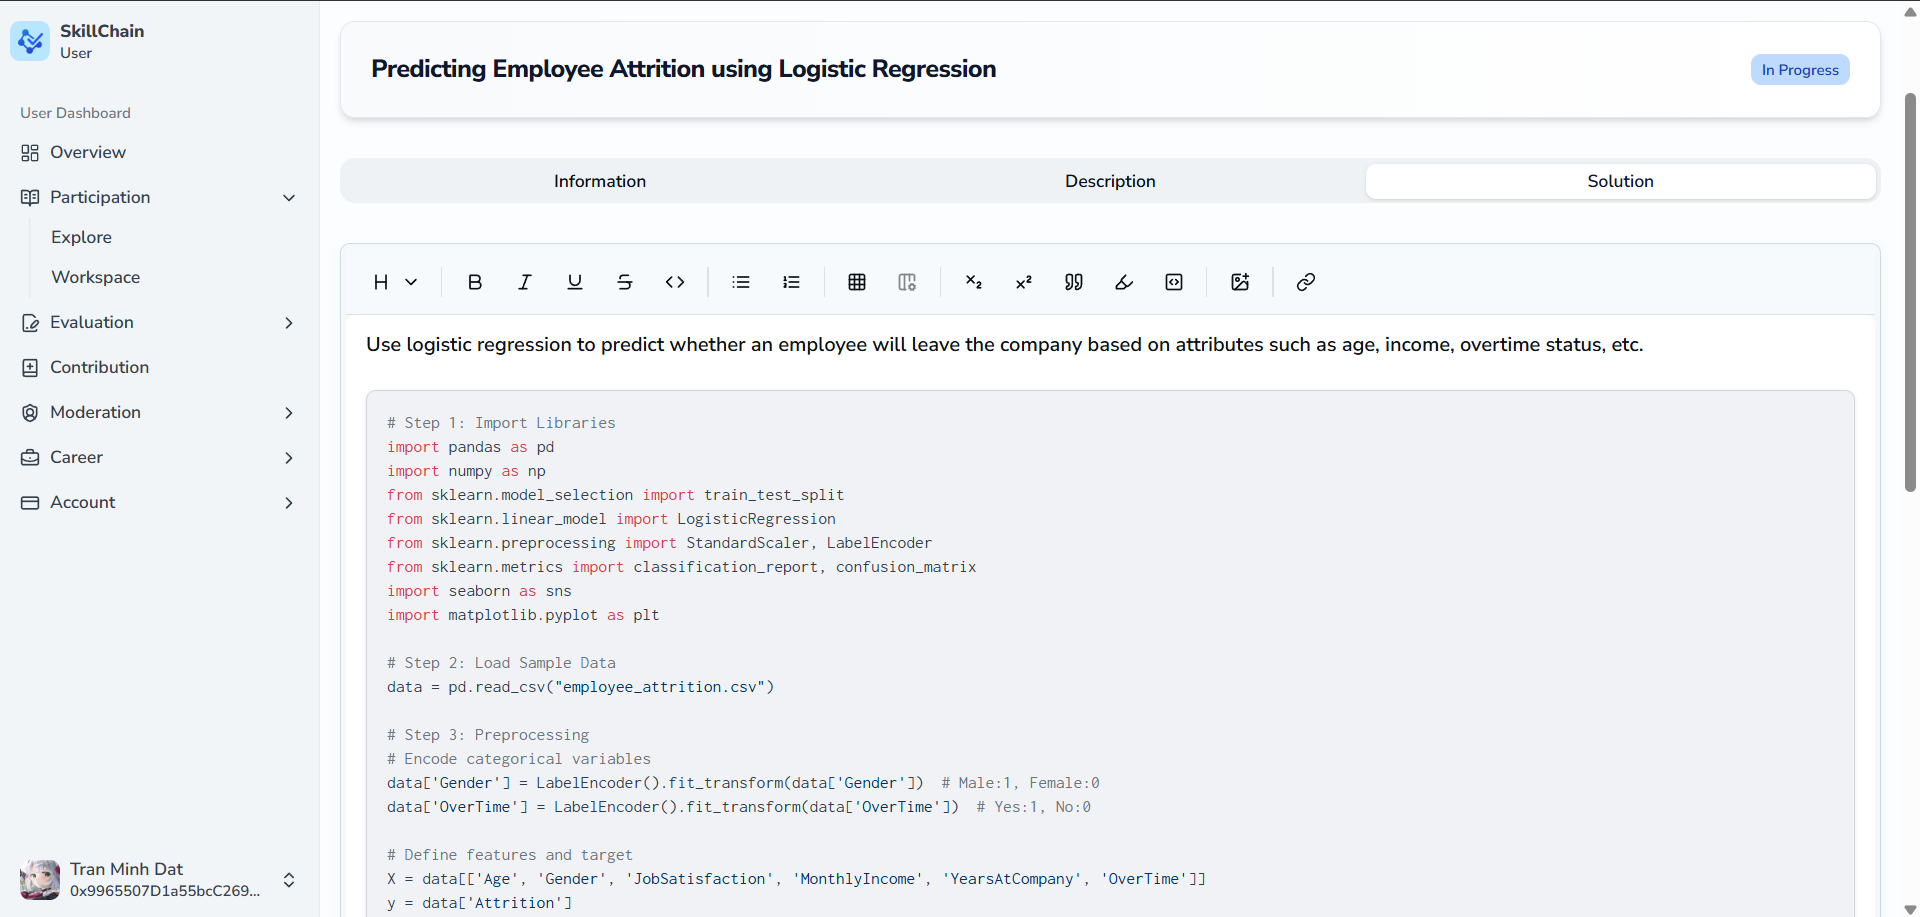 SkillChain
User
User Dashboard
Overview
Participation
Explore
Workspace
Evaluation
Contribution
Moderation
Career
Account
Tran Minh Dat
0x9965507D1a55bcC269...
Predicting Employee Attrition using Logistic Regression
In Progress
Information
Description
Solution
H
B
I
U
S
Use logistic regression to predict whether an employee will leave the company based on attributes such as age, income, overtime status, etc.
# Step 1: Import Libraries
import pandas as pd
import numpy as np
from sklearn.model_selection import train_test_split
from sklearn.linear_model import LogisticRegression
from sklearn.preprocessing import StandardScaler, LabelEncoder
from sklearn.metrics import classification_report, confusion_matrix
import seaborn as sns
import matplotlib.pyplot as plt
# Step 2: Load Sample Data
data = pd.read_csv("employee_attrition.csv")
# Step 3: Preprocessing
# Encode categorical variables
data['Gender'] = LabelEncoder().fit_transform(data['Gender'])  # Male:1, Female:0
data['OverTime'] = LabelEncoder().fit_transform(data['OverTime'])  # Yes:1, No:0
# Define features and target
X = data[['Age', 'Gender', 'JobSatisfaction', 'MonthlyIncome', 'YearsAtCompany', 'OverTime']]
y = data['Attrition']